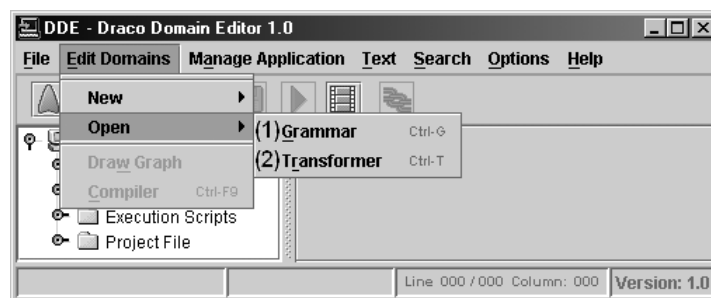 DDE - Draco Domain Editor 1.0
File Edit Domains Manage Application Text Search Options Help
New
Open
(1) Grammar Ctrl-G
(2) Transformer Ctrl-T
Draw Graph
Compiler Ctrl-F9
Execution Scripts
Project File
Line 000 / 000 Column: 000 Version: 1.0